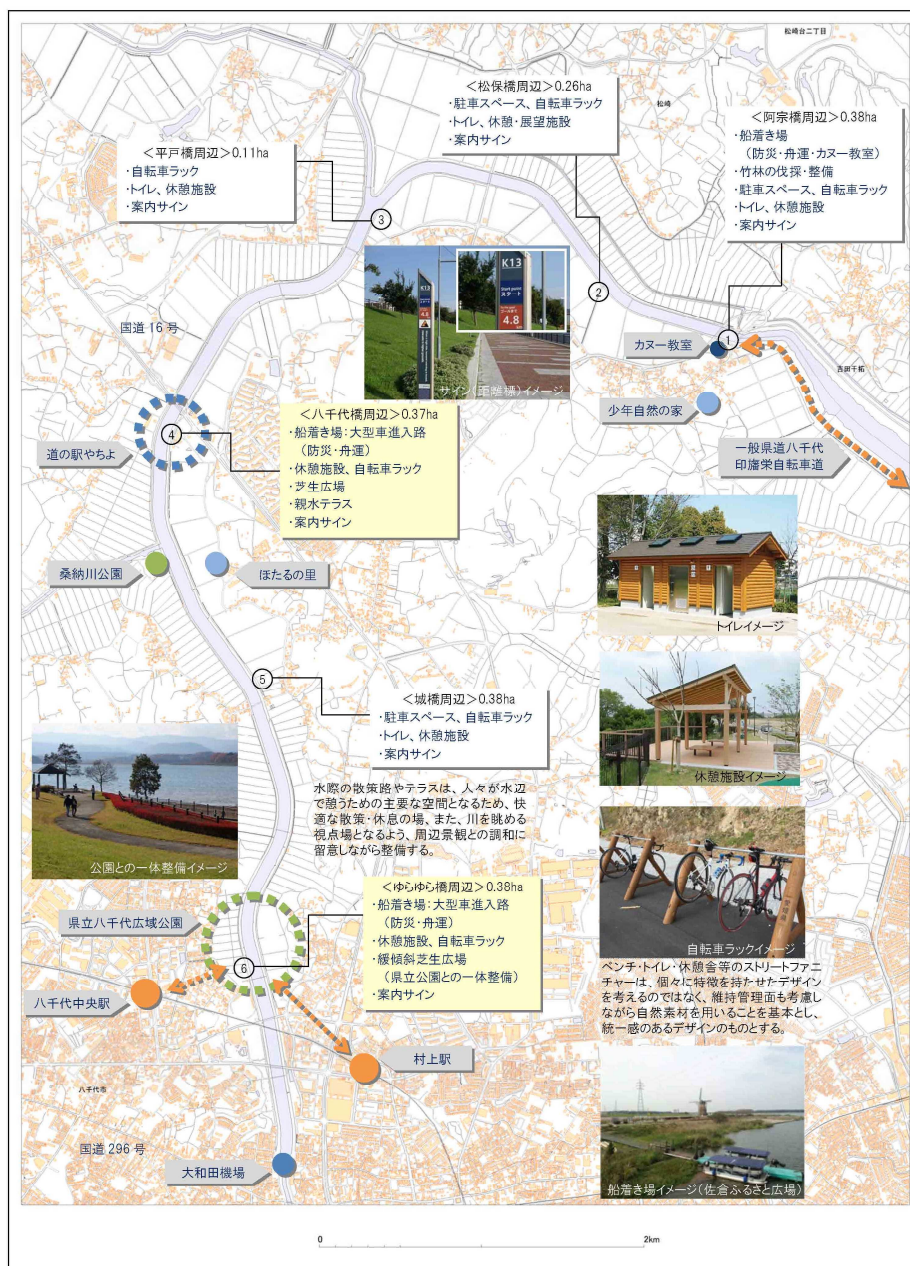 松崎台二丁目
松崎
＜松保橋周辺＞0.26ha
・駐車スペース、自転車ラック
・トイレ、休憩・展望施設
・案内サイン
＜阿宗橋周辺＞0.38ha
・船着き場
（防災・舟運・カヌー教室）
・竹林の伐採・整備
・駐車スペース、自転車ラック
・トイレ、休憩施設
・案内サイン
＜平戸橋周辺＞0.11ha
・自転車ラック
・トイレ、休憩施設
・案内サイン
3
2
1
K13
Start point
スタート
4.8
K13
Start point
スタート
4.8
サイン（距離標）イメージ
国道 16 号
カヌー教室
吉田干拓
少年自然の家
一般県道八千代
印旛栄自転車道
4
道の駅やちよ
＜八千代橋周辺＞0.37ha
・船着き場：大型車進入路
（防災・舟運）
・休憩施設、自転車ラック
・芝生広場
・親水テラス
・案内サイン
桑納川公園
ほたるの里
トイレイメージ
5
＜城橋周辺＞0.38ha
・駐車スペース、自転車ラック
・トイレ、休憩施設
・案内サイン
休憩施設イメージ
水際の散策路やテラスは、人々が水辺
で憩うための主要な空間となるため、快
適な散策・休息の場、また、川を眺める
視点場となるよう、周辺景観との調和に
留意しながら整備する。
公園との一体整備イメージ
県立八千代広域公園
6
＜ゆらゆら橋周辺＞0.38ha
・船着き場：大型車進入路
（防災・舟運）
・休憩施設、自転車ラック
・緩傾斜芝生広場
（県立公園との一体整備）
・案内サイン
自転車ラックイメージ
ベンチ・トイレ・休憩舎等のストリートファニ
チャーは、個々に特徴を持たせたデザイン
を考えるのではなく、維持管理面も考慮し
ながら自然素材を用いることを基本とし、
統一感のあるデザインのものとする。
八千代中央駅
村上駅
八千代市
国道 296 号
大和田機場
船着き場イメージ（佐倉ふるさと広場）
0
2km